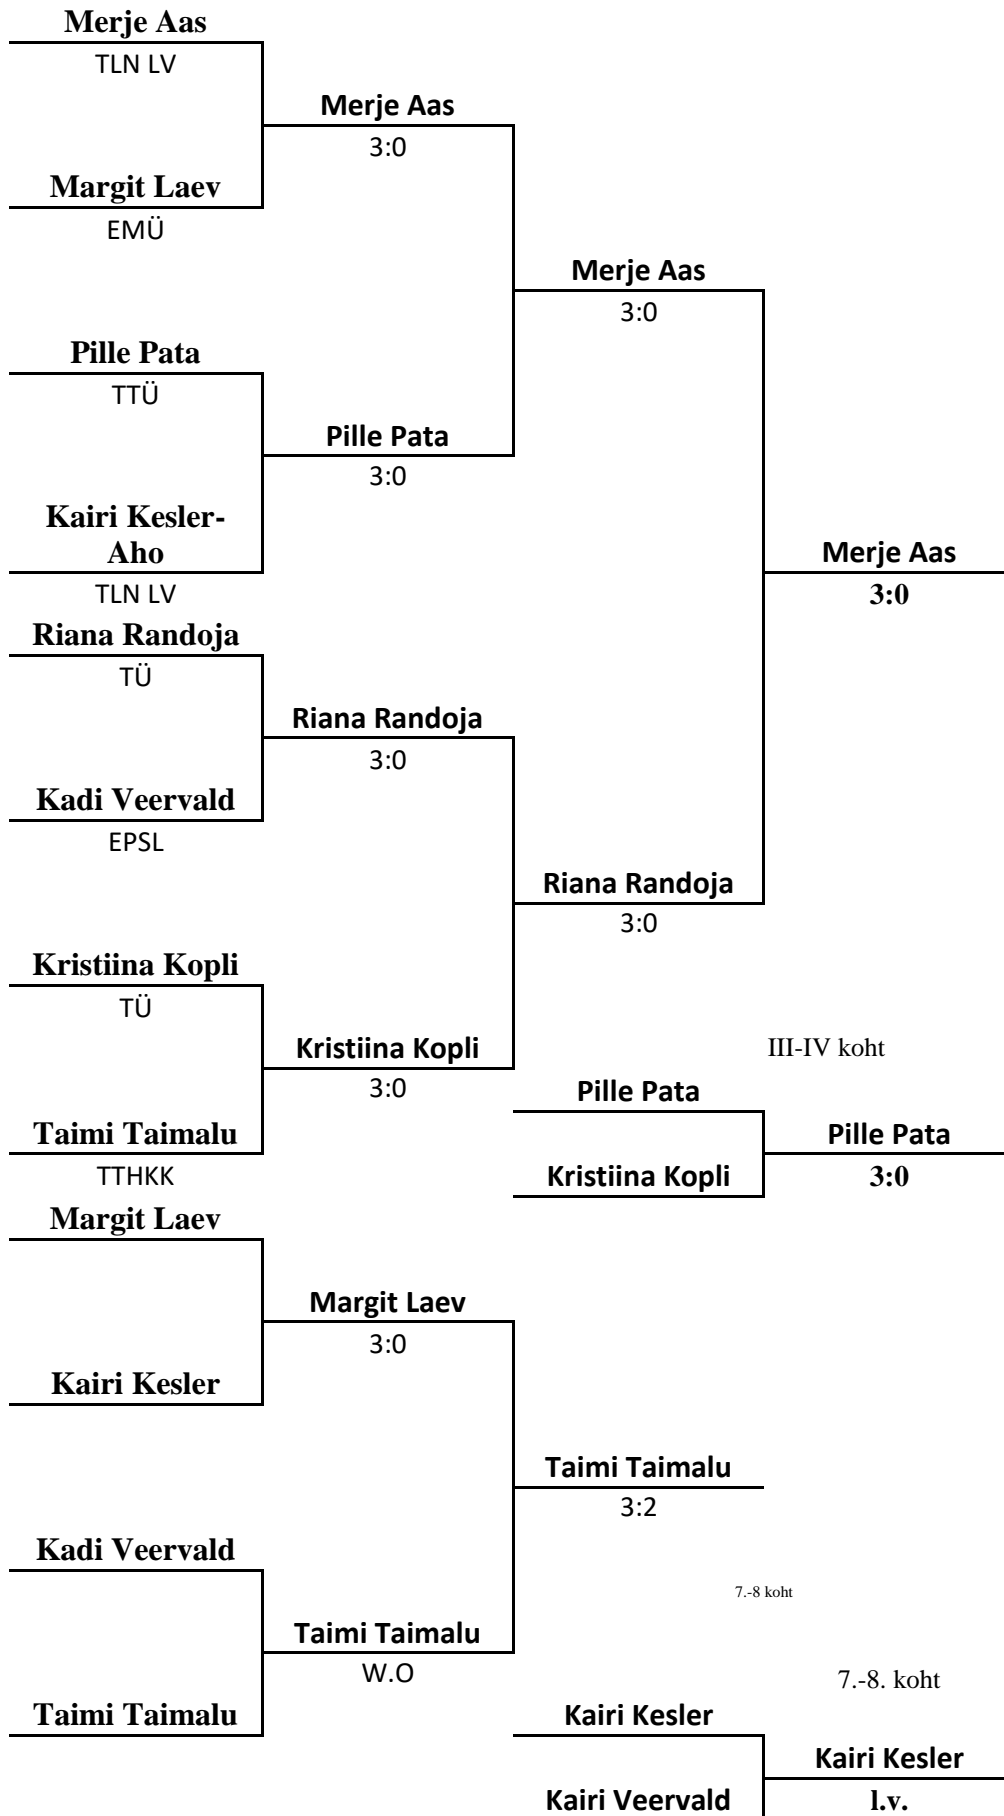 Merje Aas
TLN LV
Merje Aas
3:0
Margit Laev
EMÜ
Merje Aas
3:0
Pille Pata
TTÜ
Pille Pata
3:0
Kairi Kesler-
Aho
TLN LV
Merje Aas
3:0
Riana Randoja
TÜ
Riana Randoja
3:0
Kadi Veervald
EPSL
Riana Randoja
3:0
Kristiina Kopli
TÜ
Kristiina Kopli
3:0
III-IV koht
Pille Pata
Taimi Taimalu
TTHKK
Pille Pata
3:0
Kristiina Kopli
Margit Laev
Margit Laev
3:0
Kairi Kesler
Taimi Taimalu
3:2
Kadi Veervald
7.-8 koht
Taimi Taimalu
W.O
7.-8. koht
Taimi Taimalu
Kairi Kesler
Kairi Kesler
l.v.
Kairi Veervald